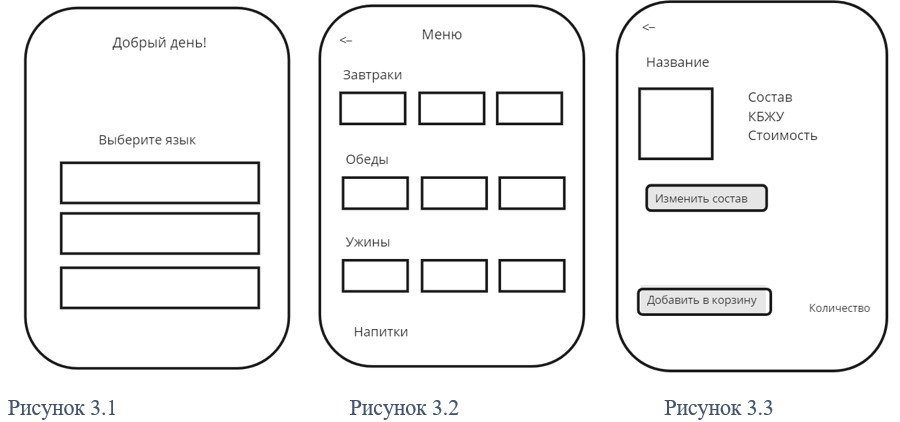 Добрый день!
Выберите язык
Рисунок 3.1
<-
Меню
Завтраки
Обеды
Ужины
Напитки
Рисунок 3.2
<-
Название
Состав
КБЖУ
Стоимость
Изменить состав
Добавить в корзину
Количество
Рисунок 3.3